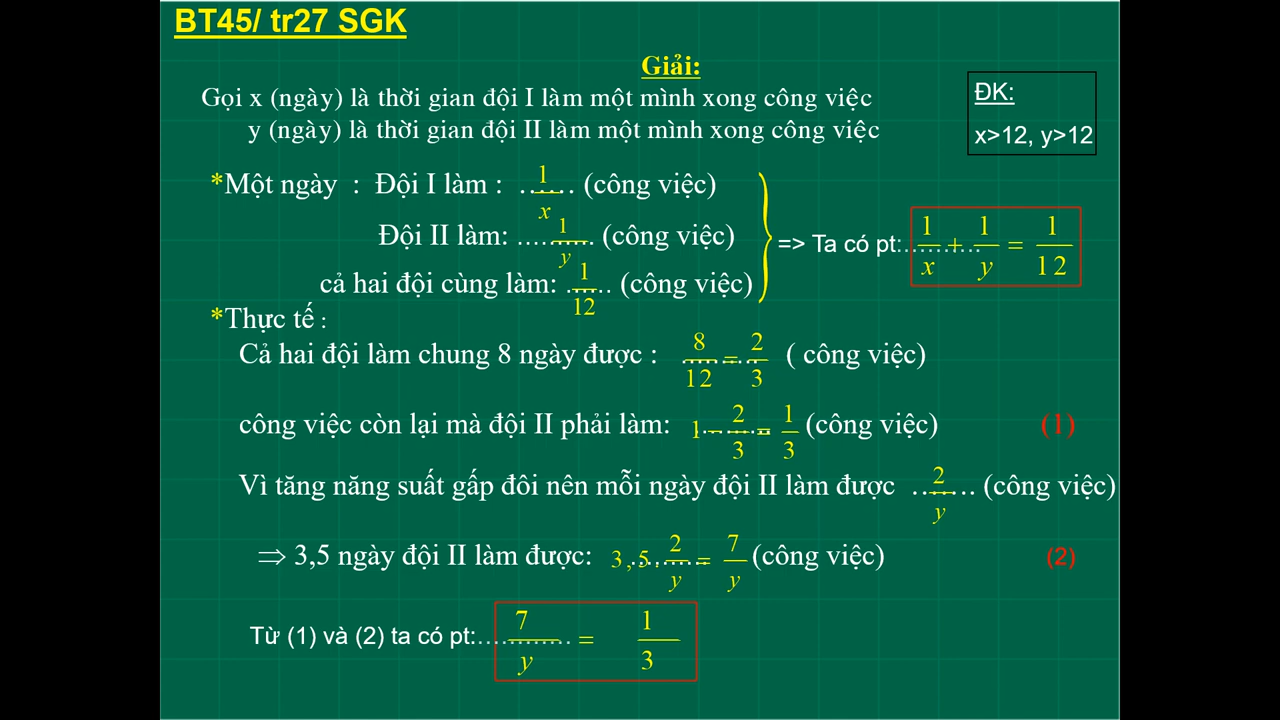 BT45/ tr27 SGK
Giải:
Gọi x (ngày) là thời gian đội I làm một mình xong công việc
y (ngày) là thời gian đội II làm một mình xong công việc
ĐK:
x>12, y>12
*Một ngày : Đội I làm : 1/x (công việc)
Đội II làm: 1/y (công việc)
cả hai đội cùng làm: 1/12 (công việc)
=> Ta có pt: 1/x + 1/y = 1/12
*Thực tế :
Cả hai đội làm chung 8 ngày được : 8/12 = 2/3 ( công việc)
công việc còn lại mà đội II phải làm: 1 – 2/3 = 1/3 (công việc) (1)
Vì tăng năng suất gấp đôi nên mỗi ngày đội II làm được 2/y (công việc)
⇒ 3,5 ngày đội II làm được: 3,5 . 2/y = 7/y (công việc) (2)
Từ (1) và (2) ta có pt: 7/y = 1/3